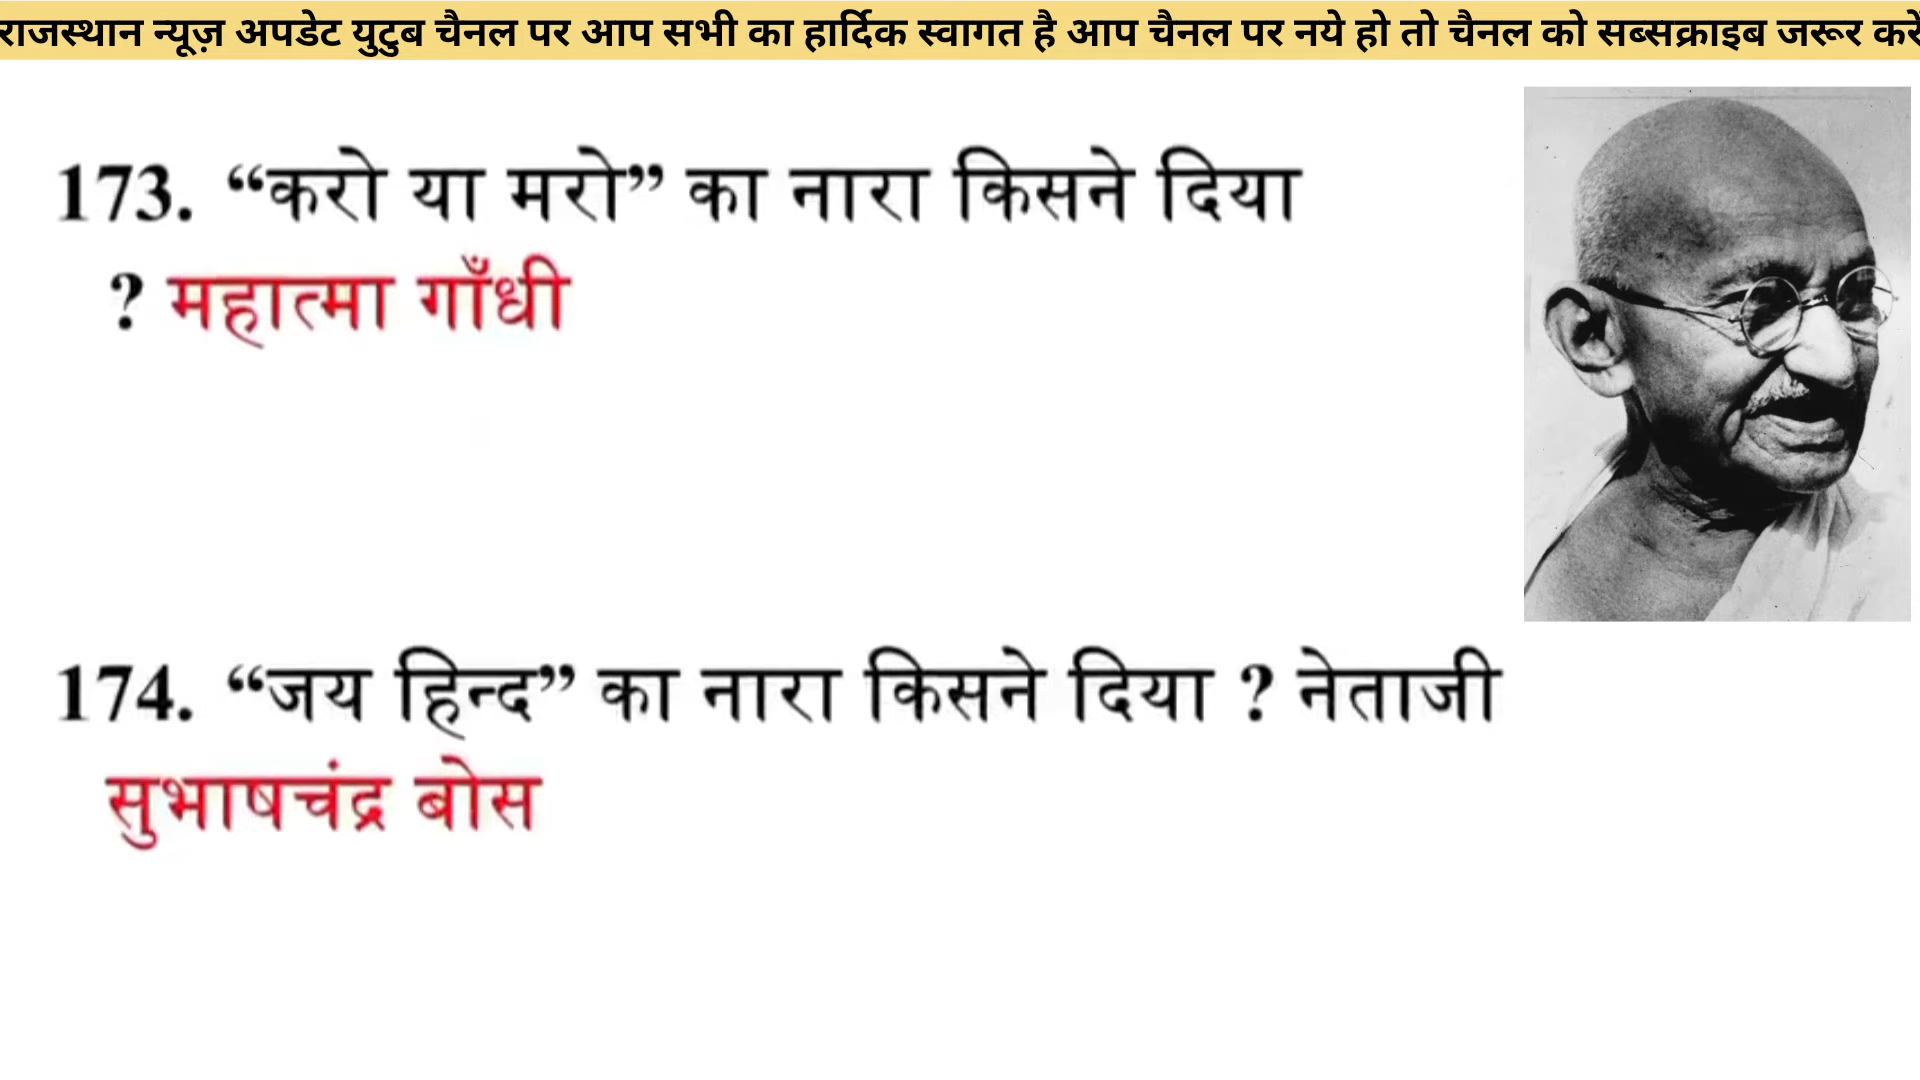 राजस्थान न्यूज़ अपडेट युटुब चैनल पर आप सभी का हार्दिक स्वागत है आप चैनल पर नये हो तो चैनल को सब्सक्राइब जरूर करें
173. “करो या मरो” का नारा किसने दिया
? महात्मा गाँधी
174. “जय हिन्द” का नारा किसने दिया ? नेताजी
सुभाषचंद्र बोस